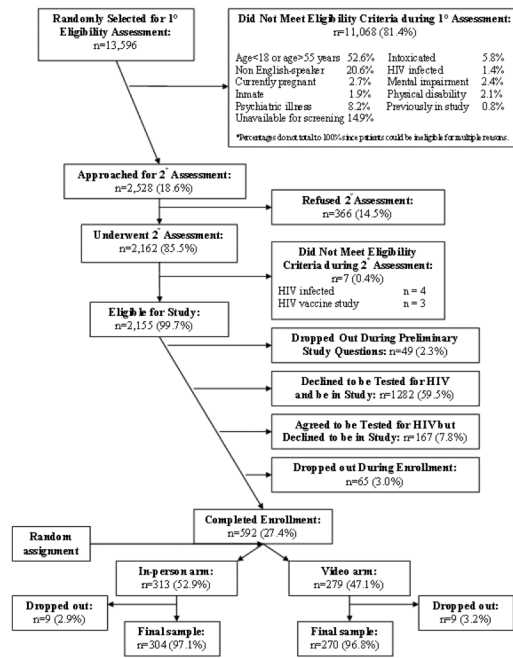 Randomly Selected for 1°
Eligibility Assessment:
n=13,596
Did Not Meet Eligibility Criteria during 1° Assessment:
n=11,068 (81.4%)
Age<18 or age>55 years 52.6% Intoxicated 5.8%
Non English-speaker 20.6% HIV infected 1.4%
Currently pregnant 2.7% Mental impairment 2.4%
Inmate 1.9% Physical disability 2.1%
Psychiatric illness 8.2% Previously in study 0.8%
Unavailable for screening 14.9%
*Percentages do not total to 100% since patients could be ineligible for multiple reasons.
Approached for 2° Assessment:
n=2,528 (18.6%)
Refused 2° Assessment:
n=366 (14.5%)
Underwent 2° Assessment:
n=2,162 (85.5%)
Did Not Meet Eligibility
Criteria during 2° Assessment:
n=7 (0.4%)
HIV infected n = 4
HIV vaccine study n = 3
Eligible for Study:
n=2,155 (99.7%)
Dropped Out During Preliminary
Study Questions: n=49 (2.3%)
Declined to be Tested for HIV
and be in Study: n=1282 (59.5%)
Agreed to be Tested for HIV but
Declined to be in Study: n=167 (7.8%)
Dropped out During Enrollment:
n=65 (3.0%)
Completed Enrollment:
n=592 (27.4%)
Random
assignment
In-person arm:
n=313 (52.9%)
Video arm:
n=279 (47.1%)
Dropped out:
n=9 (2.9%)
Dropped out:
n=9 (3.2%)
Final sample:
n=304 (97.1%)
Final sample:
n=270 (96.8%)